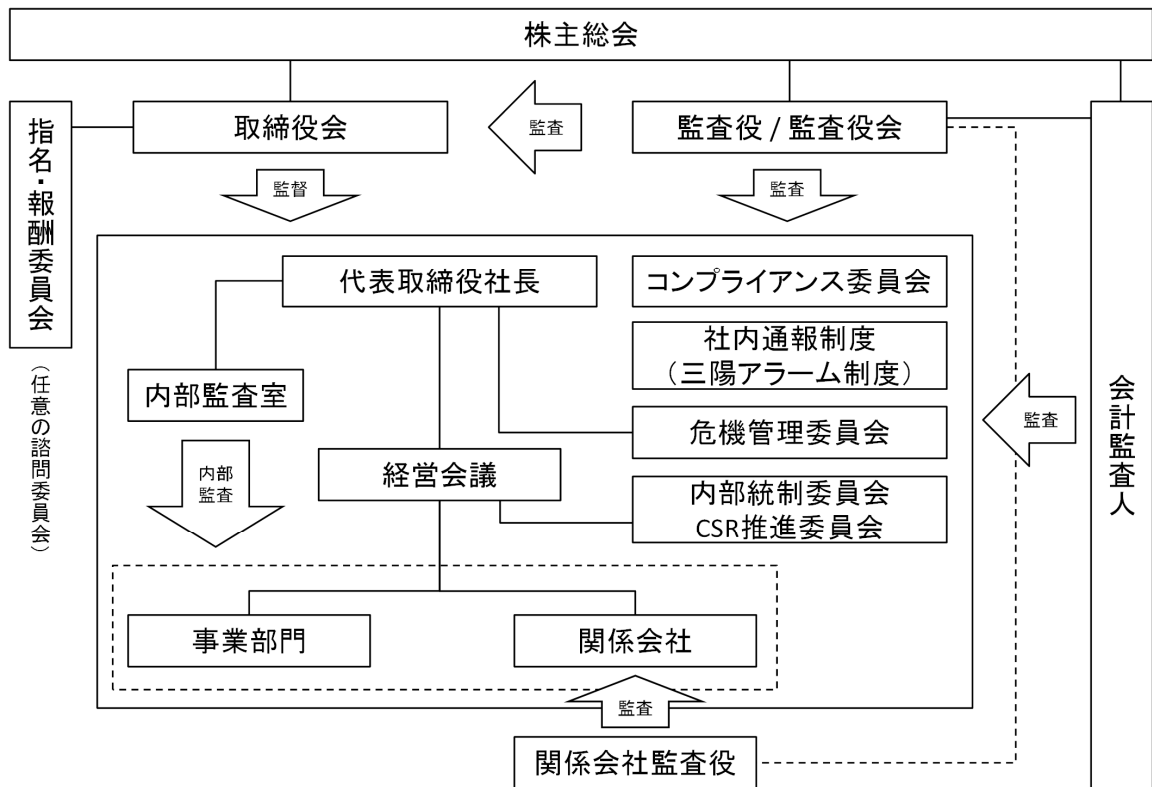 株主総会
指名・報酬委員会
（任意の諮問委員会）
取締役会
監査
監査役 / 監査役会
監督
監査
代表取締役社長
コンプライアンス委員会
社内通報制度
（三陽アラーム制度）
内部監査室
危機管理委員会
監査
会計監査人
内部
監査
経営会議
内部統制委員会
CSR推進委員会
事業部門
関係会社
監査
関係会社監査役